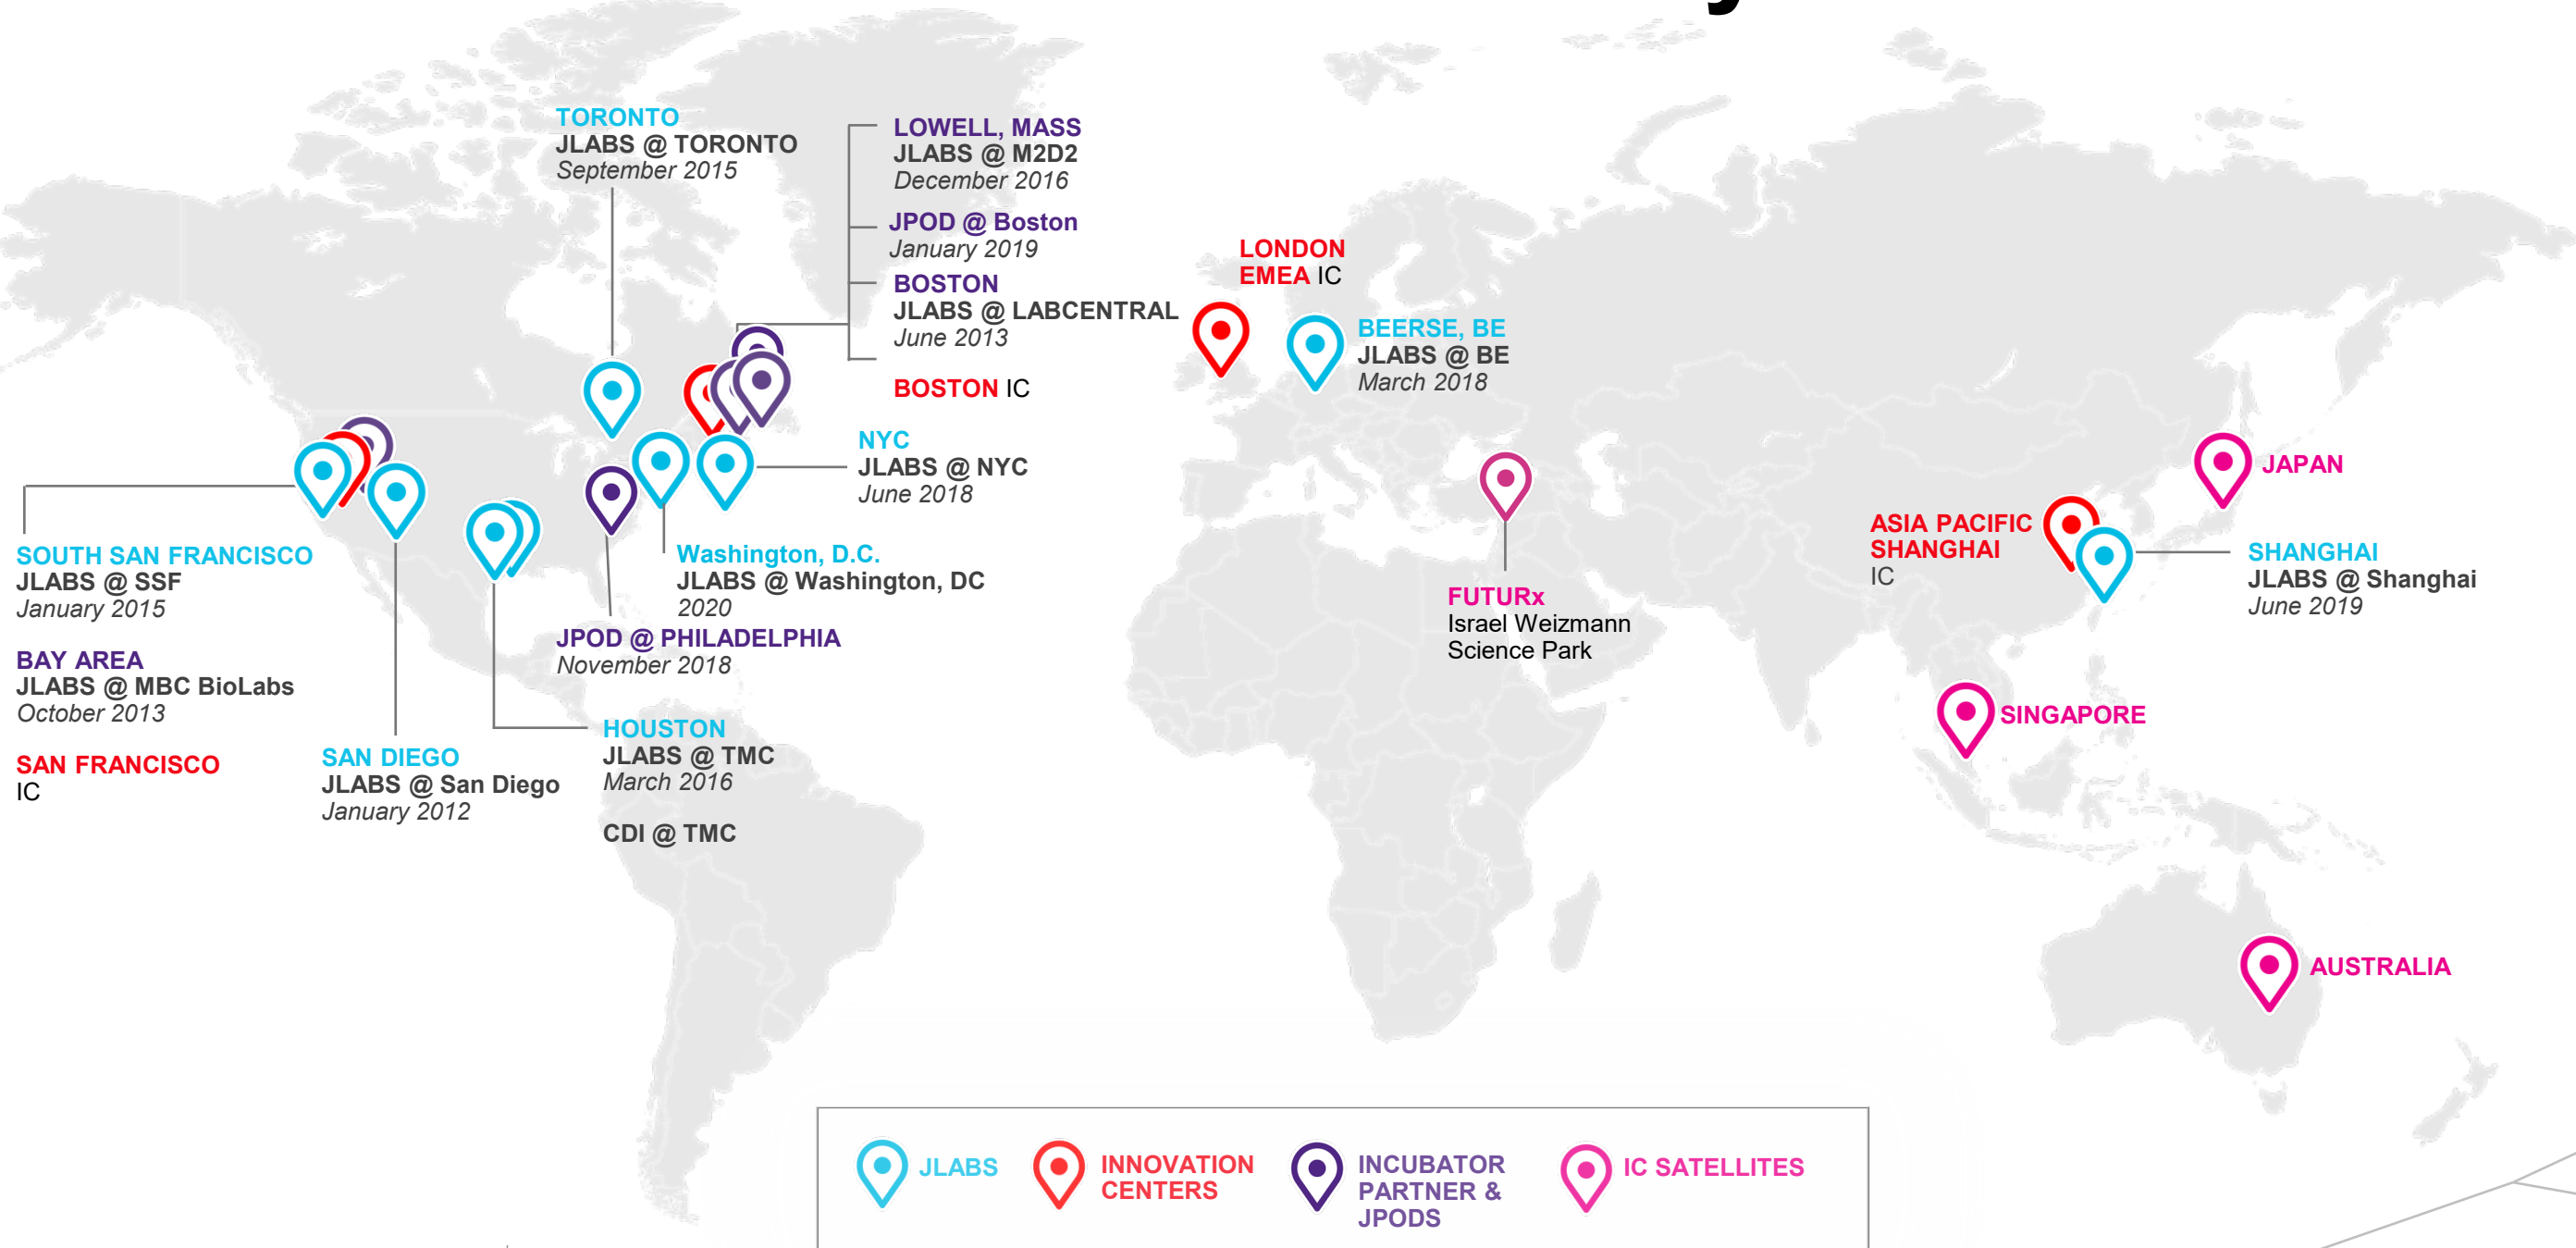 TORONTO
JLABS @ TORONTO
September 2015
LOWELL, MASS
JLABS @ M2D2
December 2016
JPOD @ Boston
January 2019
BOSTON
JLABS @ LABCENTRAL
June 2013
BOSTON IC
NYC
JLABS @ NYC
June 2018
Washington, D.C.
JLABS @ Washington, DC
2020
JPOD @ PHILADELPHIA
November 2018
SOUTH SAN FRANCISCO
JLABS @ SSF
January 2015
BAY AREA
JLABS @ MBC BioLabs
October 2013
SAN FRANCISCO
IC
SAN DIEGO
JLABS @ San Diego
January 2012
HOUSTON
JLABS @ TMC
March 2016
CDI @ TMC
LONDON
EMEA IC
BEERSE, BE
JLABS @ BE
March 2018
FUTURx
Israel Weizmann
Science Park
ASIA PACIFIC
SHANGHAI
IC
JAPAN
SHANGHAI
JLABS @ Shanghai
June 2019
SINGAPORE
AUSTRALIA
JLABS
INNOVATION
CENTERS
INCUBATOR
PARTNER &
JPODS
IC SATELLITES